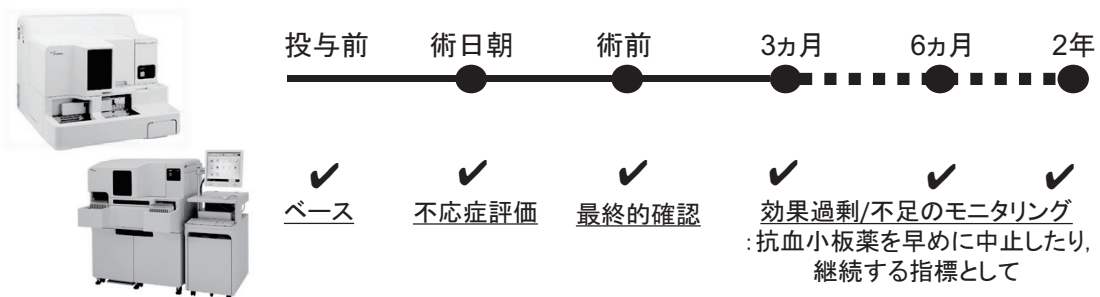 投与前 術日朝 術前 3ヵ月 6ヵ月 2年
✔ ✔ ✔ ✔ ✔ ✔
ベース 不応症評価 最終的確認 効果過剰/不足のモニタリング
:抗血小板薬を早めに中止したり,
継続する指標として